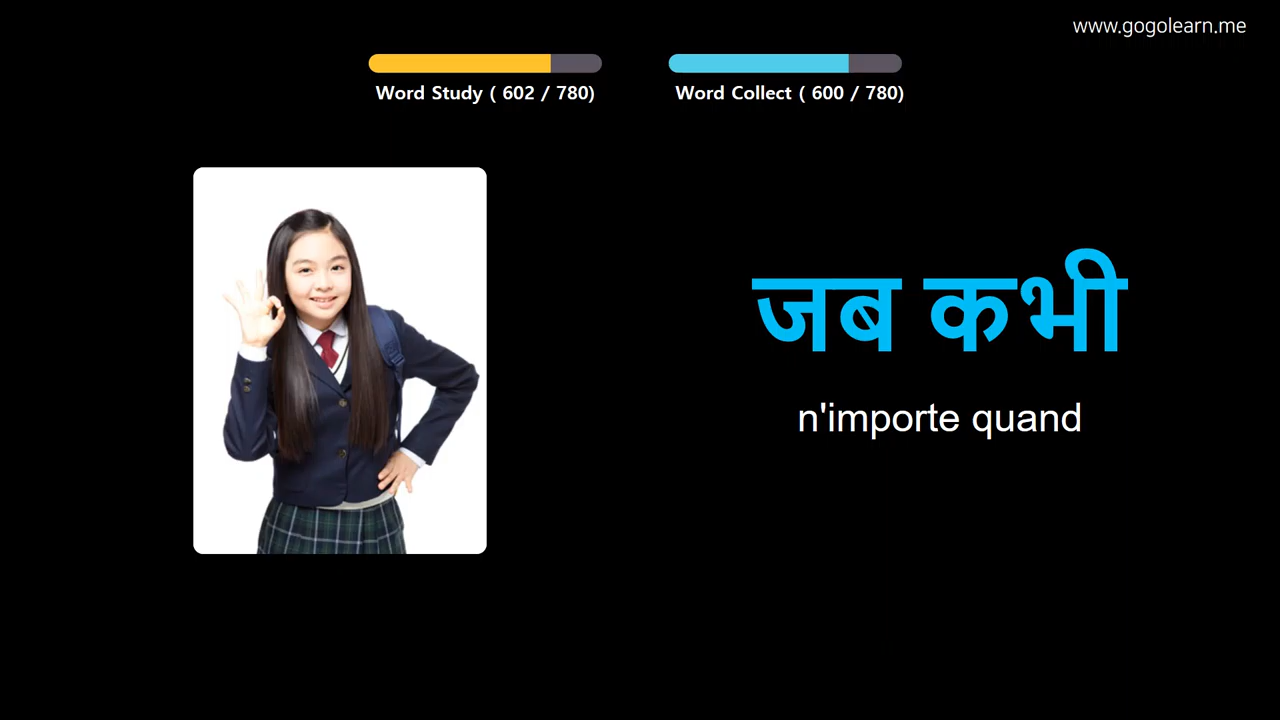 www.gogolearn.me
Word Study ( 602 / 780)
Word Collect ( 600 / 780)
जब कभी
n'importe quand